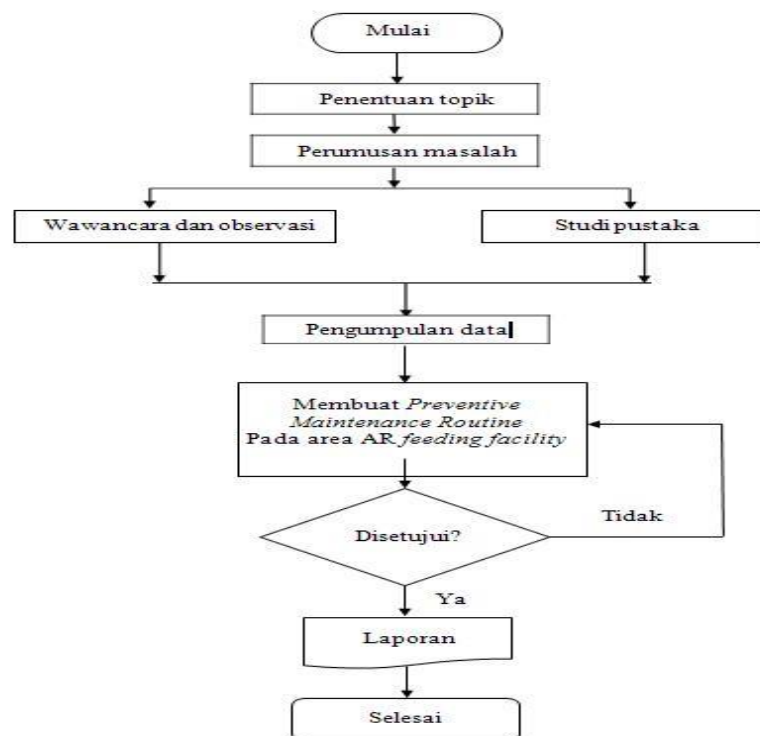 Mulai
Penentuan topik
Perumusan masalah
Wawancara dan observasi
Studi pustaka
Pengumpulan data
Membuat Preventive
Maintenance Routine
Pada area AR feeding facility
Disetujui?
Tidak
Ya
Laporan
Selesai